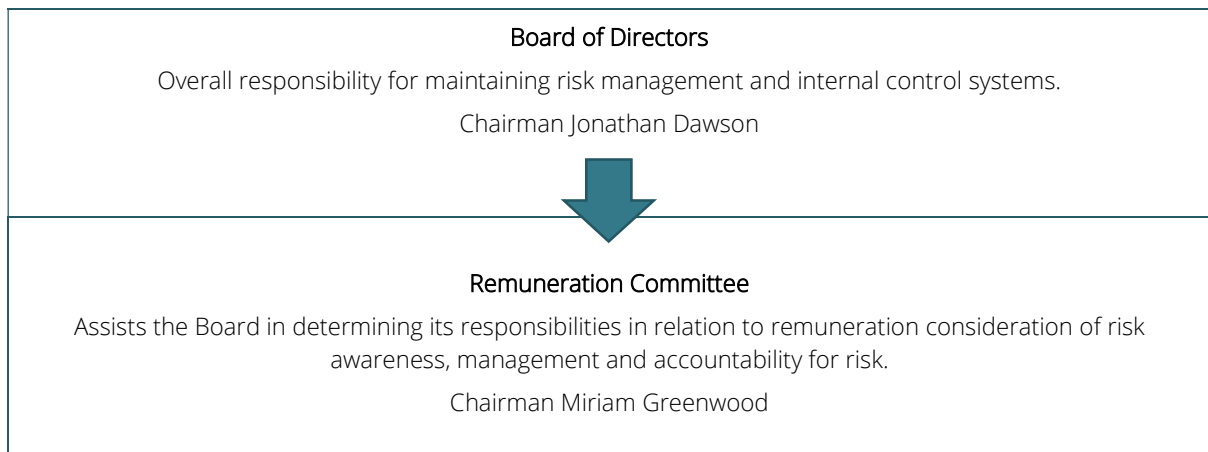 Board of Directors
Overall responsibility for maintaining risk management and internal control systems.
Chairman Jonathan Dawson
Remuneration Committee
Assists the Board in determining its responsibilities in relation to remuneration consideration of risk
awareness, management and accountability for risk.
Chairman Miriam Greenwood